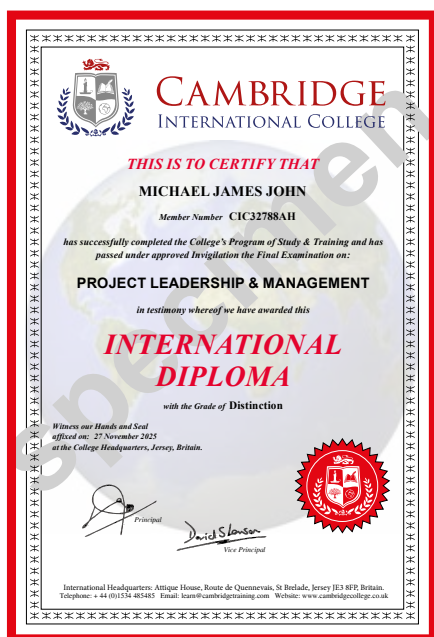 CAMBRIDGE
INTERNATIONAL COLLEGE
THIS IS TO CERTIFY THAT
MICHAEL JAMES JOHN
Member Number CIC32788AH
has successfully completed the College's Program of Study & Training and has
passed under approved Invigilation the Final Examination on:
PROJECT LEADERSHIP & MANAGEMENT
in testimony whereof we have awarded this
INTERNATIONAL
DIPLOMA
with the Grade of Distinction
Witness our Hands and Seal
affixed on: 27 November 2025
at the College Headquarters, Jersey, Britain.
Principal
David S Lawson
Vice Principal
International Headquarters: Attique House, Route de Quennevais, St Brelade, Jersey JE3 8FP, Britain.
Telephone: + 44 (0)1534 485485 Email: learn@cambridgetraining.com Website: www.cambridgecollege.co.uk
specimen